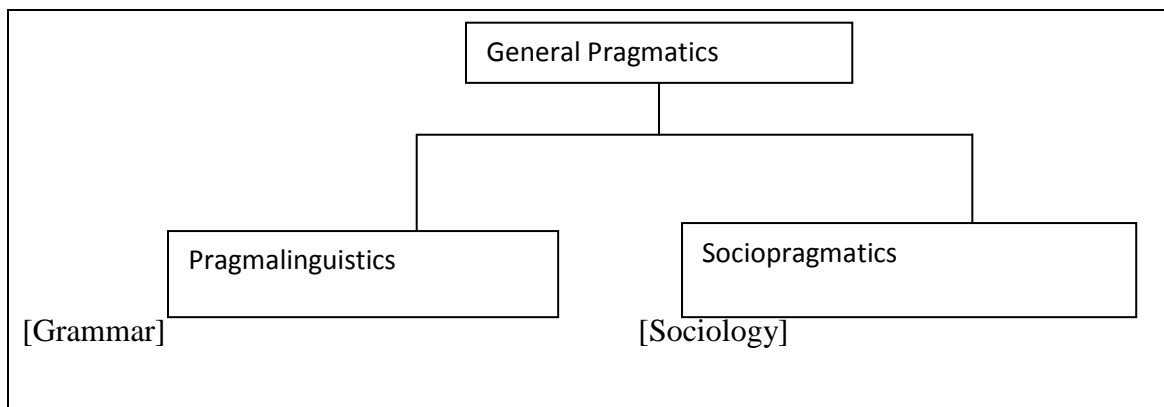 General Pragmatics
Pragmalinguistics
Sociopragmatics
[Grammar]
[Sociology]